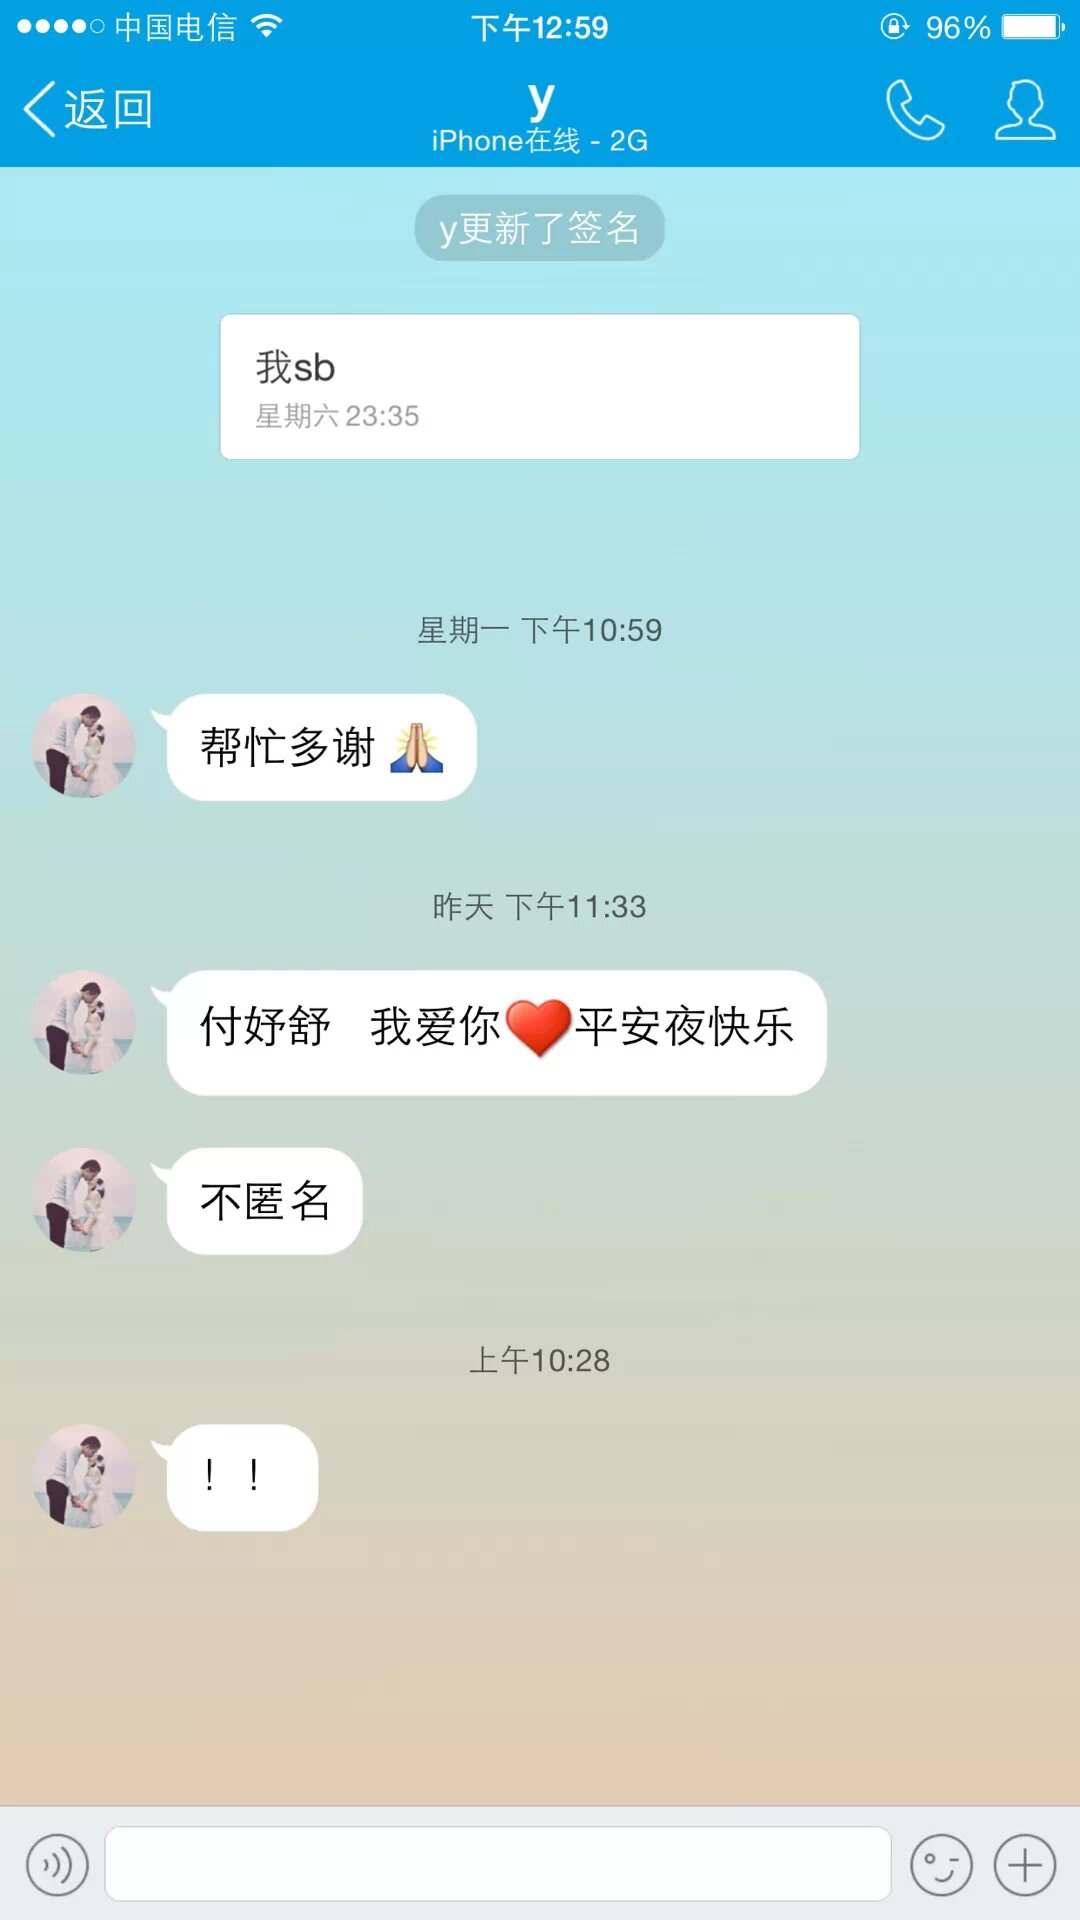 中国电信 下午12:59 96%
返回 y
iPhone在线 - 2G
y更新了签名
我sb
星期六 23:35
星期一 下午10:59
帮忙多谢🙏
昨天 下午11:33
付妤舒 我爱你❤️平安夜快乐
不匿名
上午10:28
！！